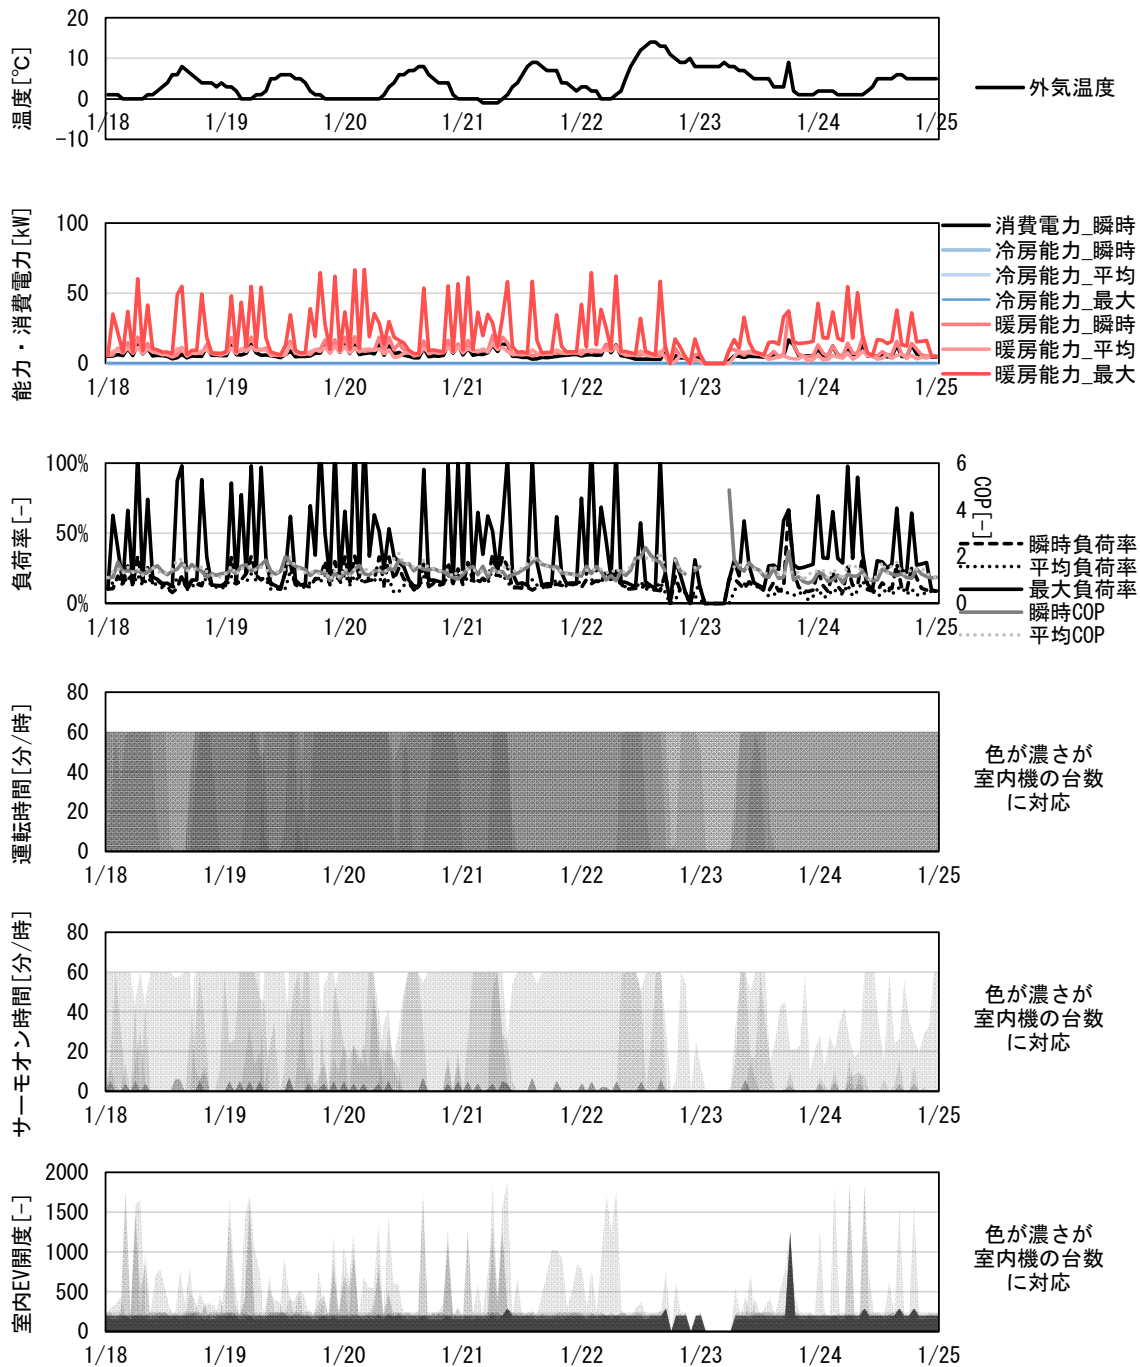 温度[℃]
20
10
0
-10
1/18 1/19 1/20 1/21 1/22 1/23 1/24 1/25
外気温度
能力・消費電力[kW]
100
50
0
1/18 1/19 1/20 1/21 1/22 1/23 1/24 1/25
消費電力_瞬時
冷房能力_瞬時
冷房能力_平均
冷房能力_最大
暖房能力_瞬時
暖房能力_平均
暖房能力_最大
負荷率[-]
100%
50%
0%
1/18 1/19 1/20 1/21 1/22 1/23 1/24 1/25
6
4
2
0
COP[-]
瞬時負荷率
平均負荷率
最大負荷率
瞬時COP
平均COP
運転時間[分/時]
80
60
40
20
0
1/18 1/19 1/20 1/21 1/22 1/23 1/24 1/25
色が濃さが
室内機の台数
に対応
サーモオン時間[分/時]
80
60
40
20
0
1/18 1/19 1/20 1/21 1/22 1/23 1/24 1/25
色が濃さが
室内機の台数
に対応
室内EV開度[-]
2000
1500
1000
500
0
1/18 1/19 1/20 1/21 1/22 1/23 1/24 1/25
色が濃さが
室内機の台数
に対応